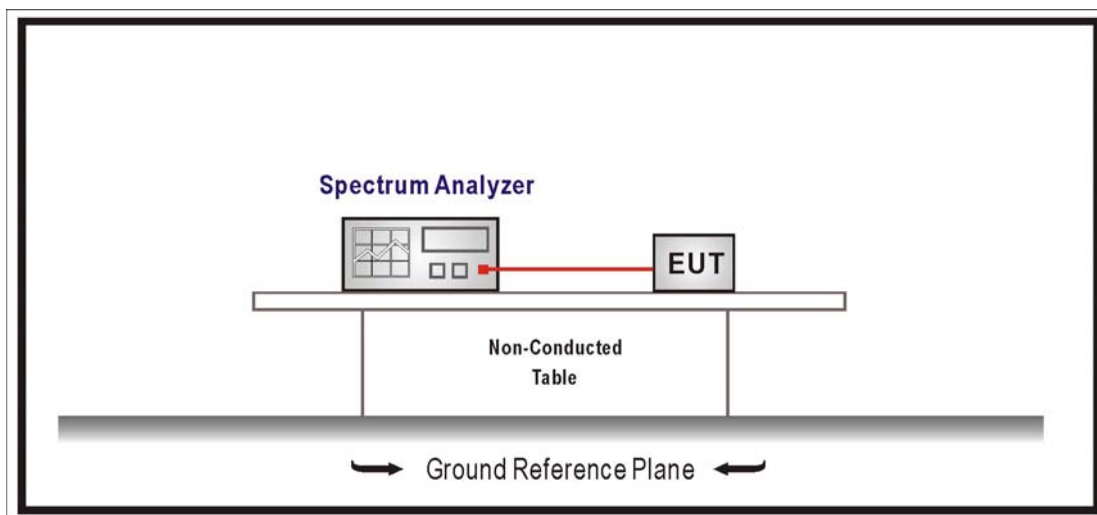 Spectrum Analyzer
EUT
Non-Conducted
Table
Ground Reference Plane